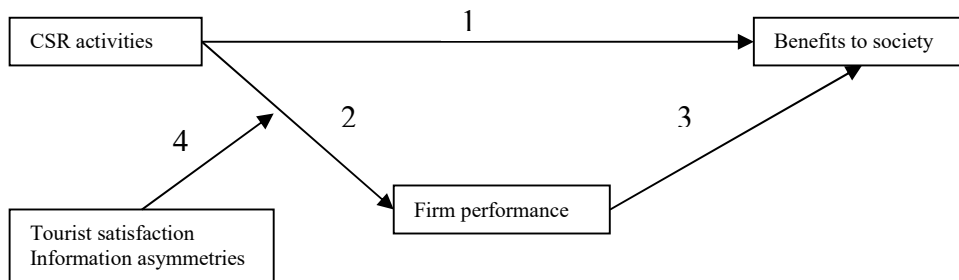 1
CSR activities
Benefits to society
2
3
4
Firm performance
Tourist satisfaction
Information asymmetries